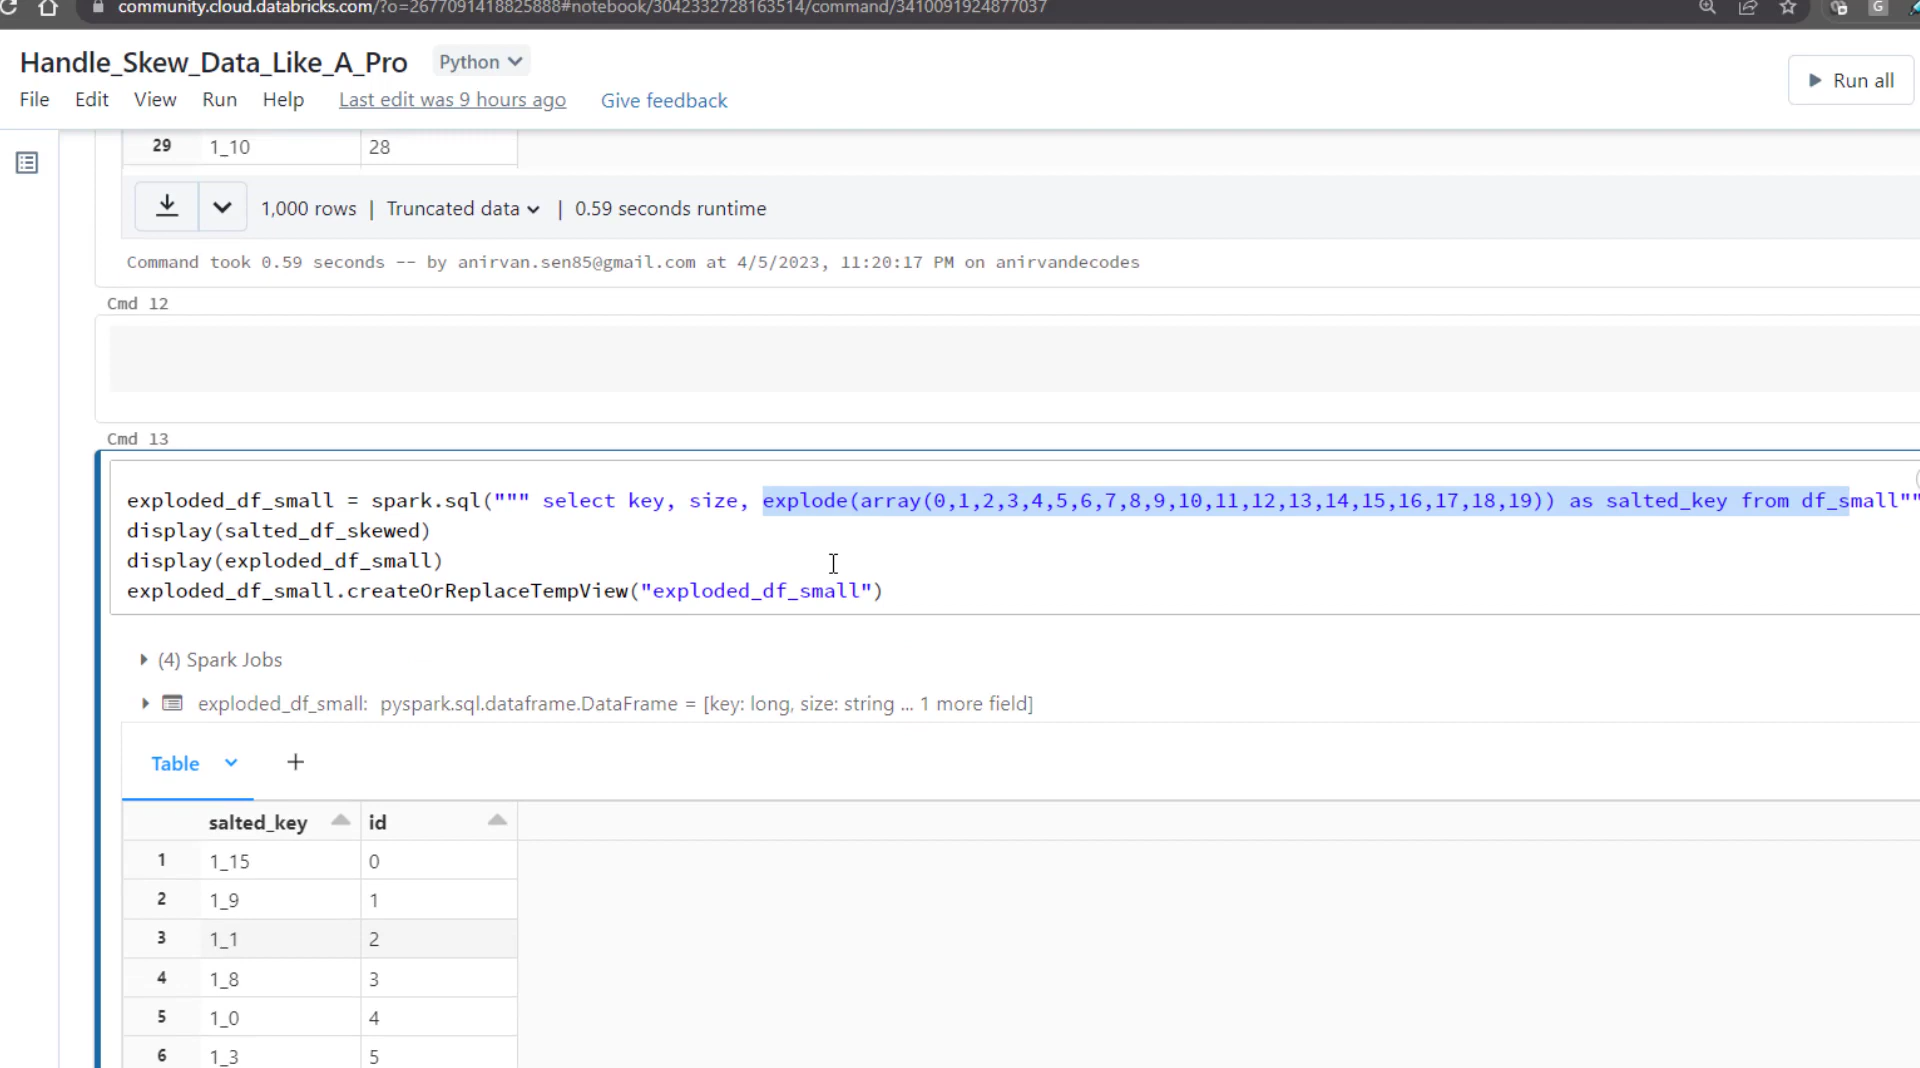 community.cloud.databricks.com/?o=2677091418825888#notebook/3042332728163514/command/3410091924877037
G
Handle_Skew_Data_Like_A_Pro
Python
File Edit View Run Help Last edit was 9 hours ago Give feedback
Run all
29 1_10 28
1,000 rows | Truncated data | 0.59 seconds runtime
Command took 0.59 seconds -- by anirvan.sen85@gmail.com at 4/5/2023, 11:20:17 PM on anirvandecodes
Cmd 12
Cmd 13
exploded_df_small = spark.sql(""" select key, size, explode(array(0,1,2,3,4,5,6,7,8,9,10,11,12,13,14,15,16,17,18,19)) as salted_key from df_small""
display(salted_df_skewed)
display(exploded_df_small)
exploded_df_small.createOrReplaceTempView("exploded_df_small")
(4) Spark Jobs
exploded_df_small: pyspark.sql.dataframe.DataFrame = [key: long, size: string ... 1 more field]
Table +
salted_key id
1 1_15 0
2 1_9 1
3 1_1 2
4 1_8 3
5 1_0 4
6 1_3 5